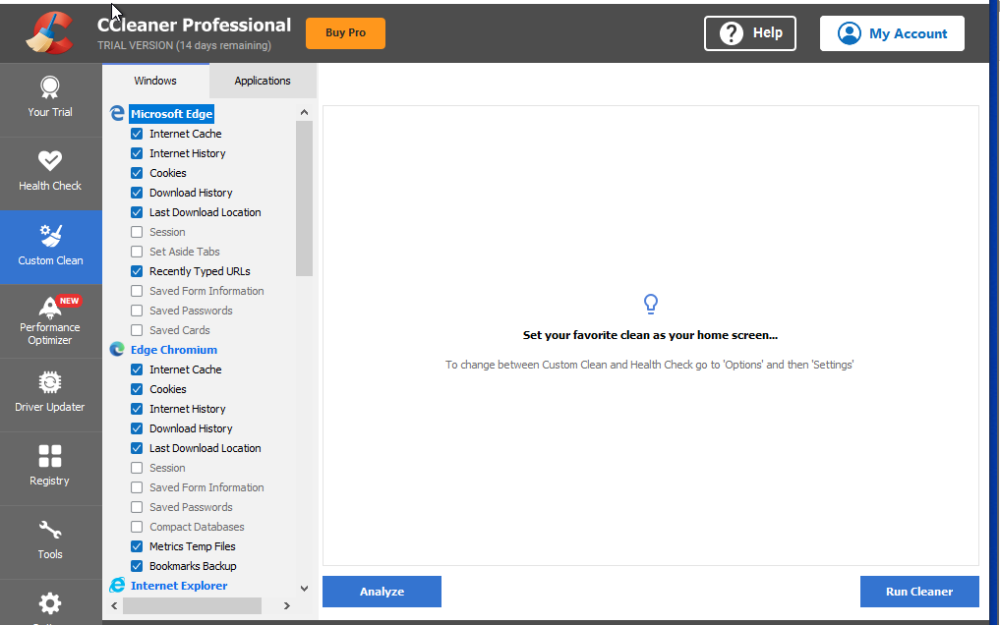 CCleaner Professional
TRIAL VERSION (14 days remaining)
Buy Pro
Help
My Account
Your Trial
Health Check
Custom Clean
NEW
Performance
Optimizer
Driver Updater
Registry
Tools
Windows
Applications
Microsoft Edge
Internet Cache
Internet History
Cookies
Download History
Last Download Location
Session
Set Aside Tabs
Recently Typed URLs
Saved Form Information
Saved Passwords
Saved Cards
Edge Chromium
Internet Cache
Cookies
Internet History
Download History
Last Download Location
Session
Saved Form Information
Saved Passwords
Compact Databases
Metrics Temp Files
Bookmarks Backup
Internet Explorer
Set your favorite clean as your home screen...
To change between Custom Clean and Health Check go to 'Options' and then 'Settings'
Analyze
Run Cleaner